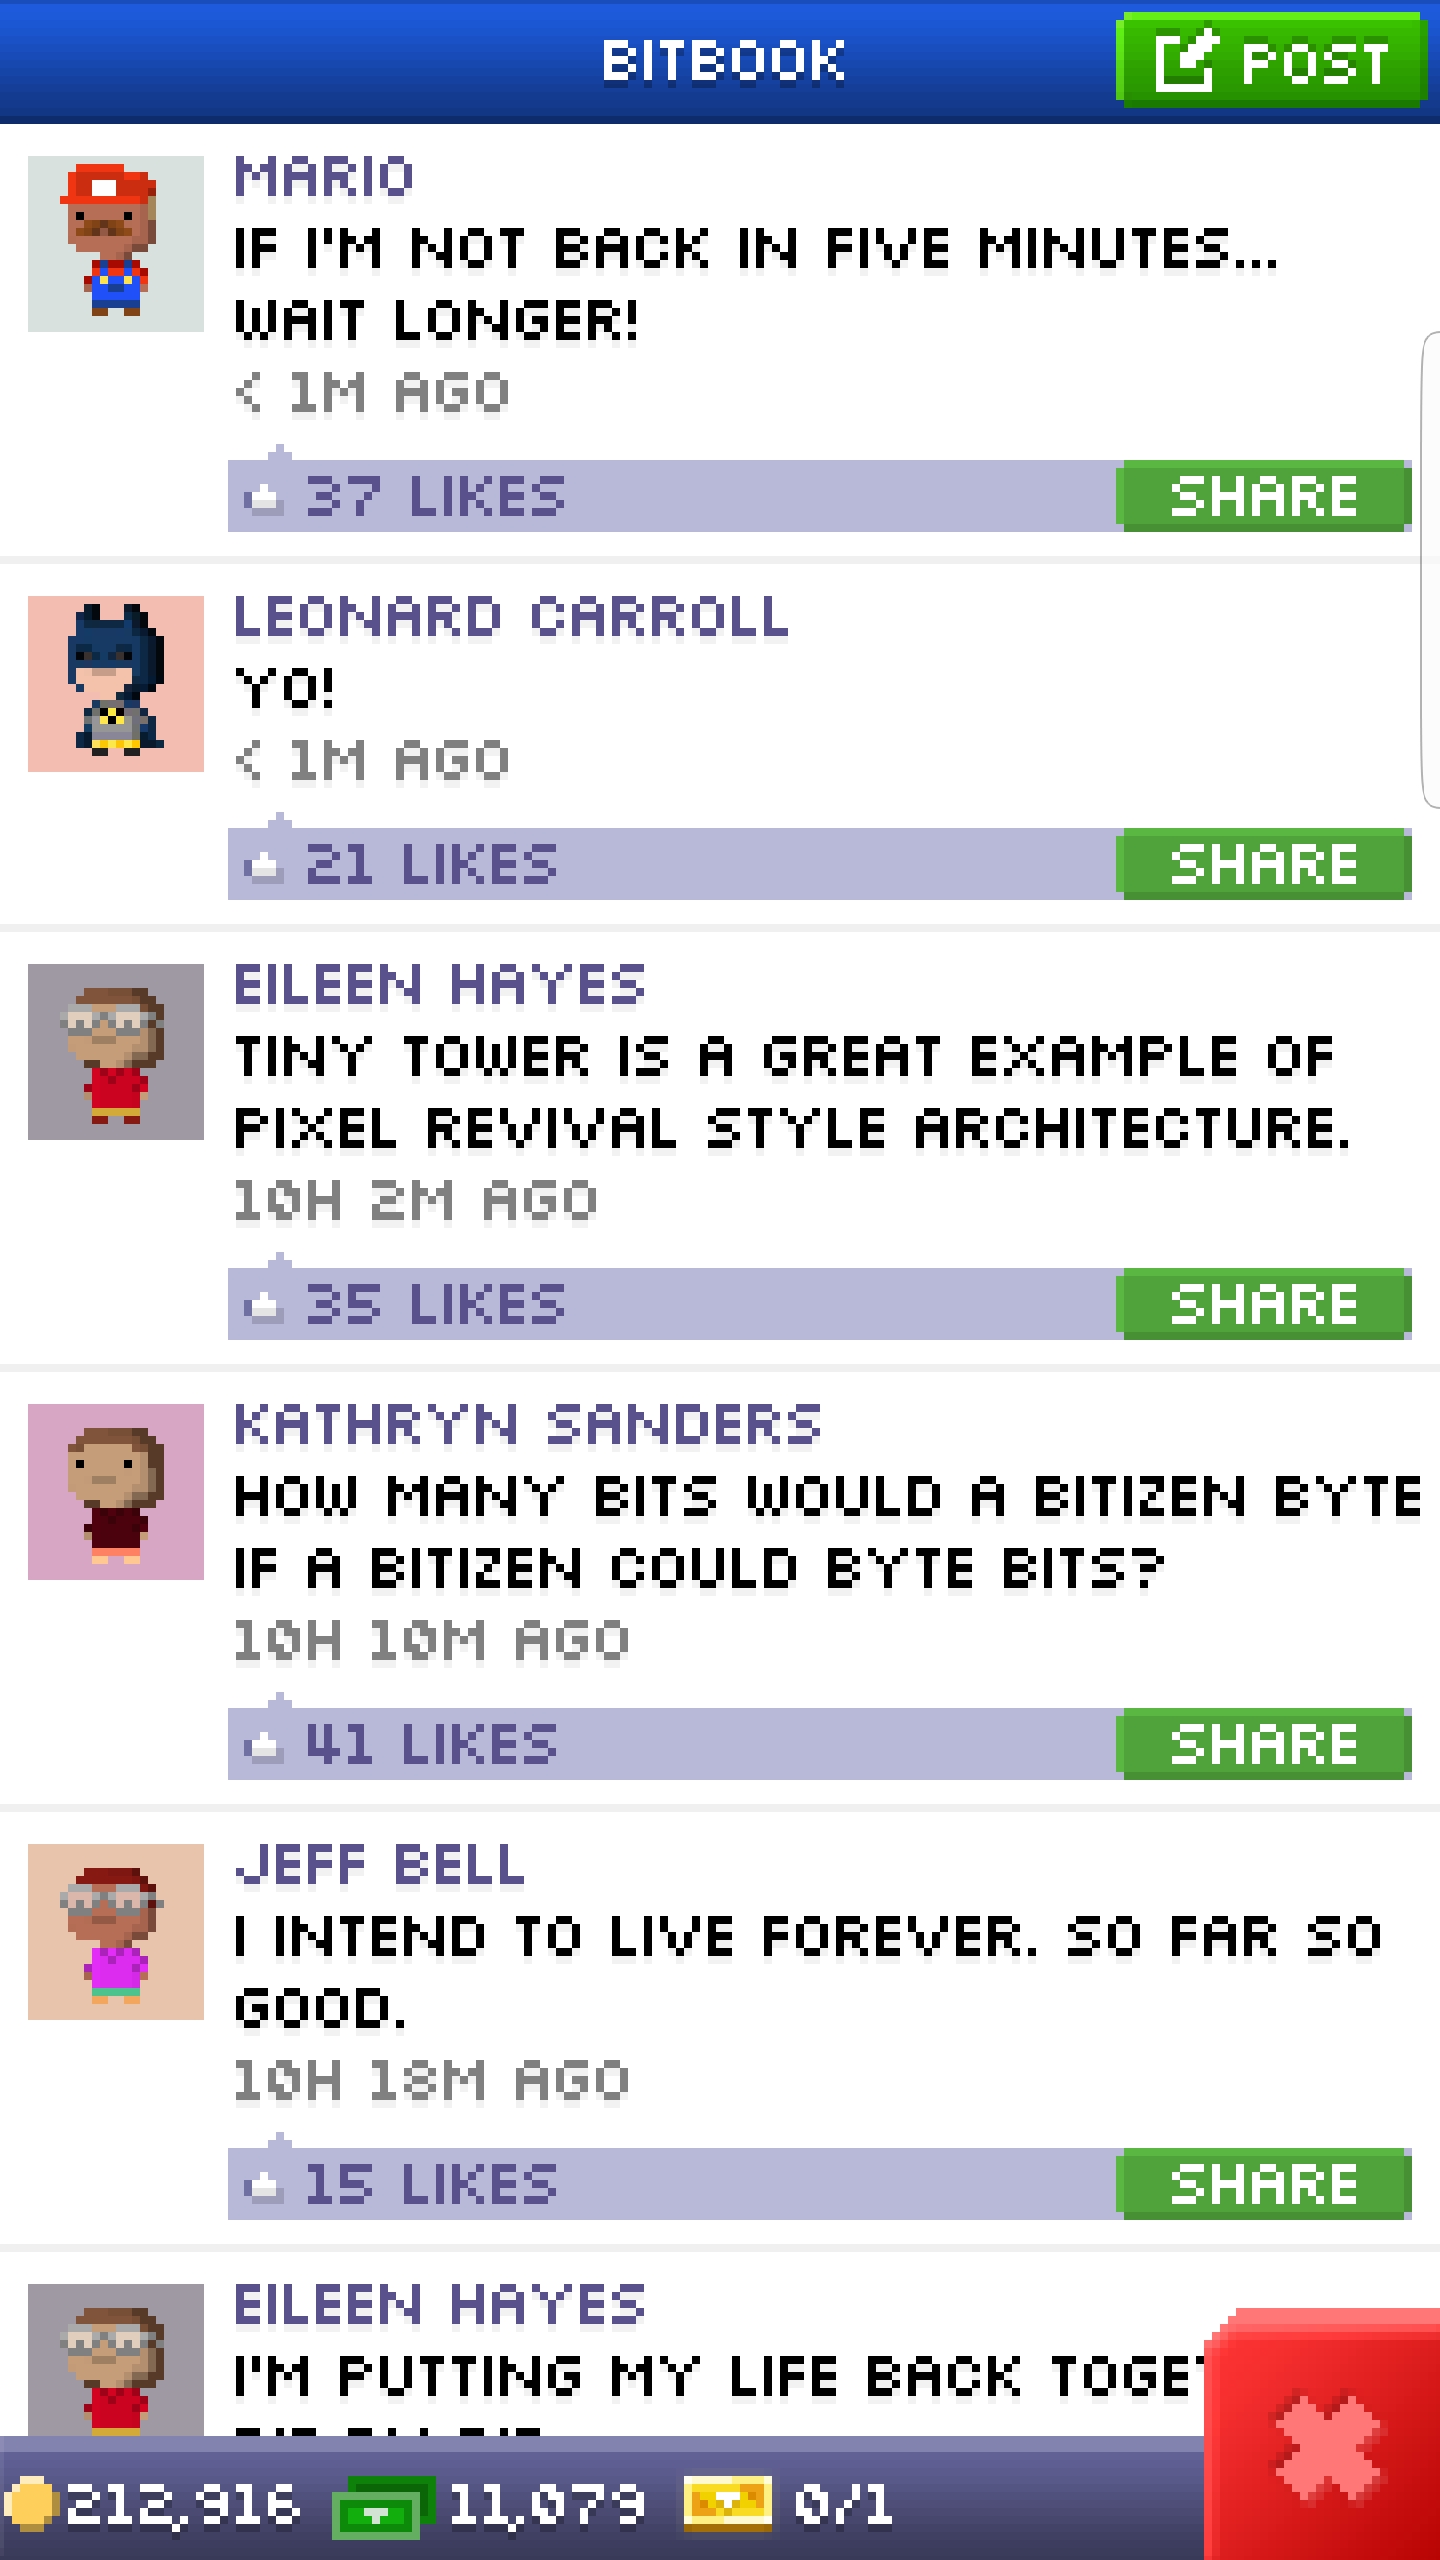 BITBOOK
POST
MARIO
IF I'M NOT BACK IN FIVE MINUTES...
WAIT LONGER!
< 1M AGO
37 LIKES
SHARE
LEONARD CARROLL
YO!
< 1M AGO
21 LIKES
SHARE
EILEEN HAYES
TINY TOWER IS A GREAT EXAMPLE OF
PIXEL REVIVAL STYLE ARCHITECTURE.
10H 2M AGO
35 LIKES
SHARE
KATHRYN SANDERS
HOW MANY BITS WOULD A BITIZEN BYTE
IF A BITIZEN COULD BYTE BITS?
10H 10M AGO
41 LIKES
SHARE
JEFF BELL
I INTEND TO LIVE FOREVER. SO FAR SO
GOOD.
10H 18M AGO
15 LIKES
SHARE
EILEEN HAYES
I'M PUTTING MY LIFE BACK
212,916
11,079
0/1